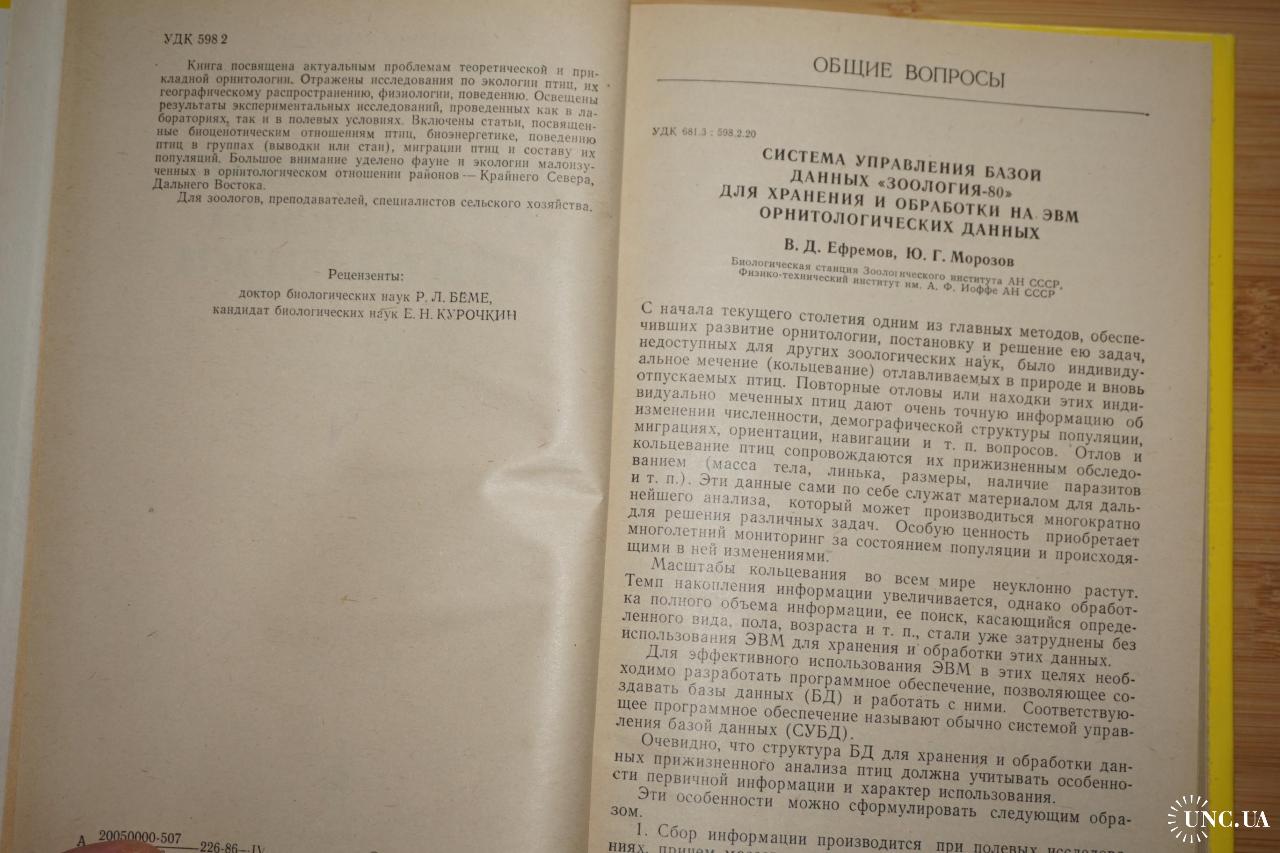 УДК 598 2
Книга посвящена актуальным проблемам теоретической и при-
кладной орнитологии. Отражены исследования по экологии птиц, их
географическому распространению, физиологии, поведению. Освещены
результаты экспериментальных исследований, проведенных как в ла-
бораториях, так и в полевых условиях. Включены статьи, посвящен-
ные биоценотическим отношениям птиц, биоэнергетике, поведению
птиц в группах (выводки или стаи), миграции птиц и составу их
популяций. Большое внимание уделено фауне и экологии малоизу-
ченных в орнитологическом отношении районов — Крайнего Севера,
Дальнего Востока.
Для зоологов, преподавателей, специалистов сельского хозяйства.
Рецензенты:
доктор биологических наук Р. Л. БЁМЕ,
кандидат биологических наук Е. Н. КУРОЧКИН
А 20050000-507
226-86—IV
ОБЩИЕ ВОПРОСЫ
УДК 681.3 : 598.2.20
СИСТЕМА УПРАВЛЕНИЯ БАЗОЙ
ДАННЫХ «ЗООЛОГИЯ-80»
ДЛЯ ХРАНЕНИЯ И ОБРАБОТКИ НА ЭВМ
ОРНИТОЛОГИЧЕСКИХ ДАННЫХ
В. Д. Ефремов, Ю. Г. Морозов
Биологическая станция Зоологического института АН СССР,
Физико-технический институт им. А. Ф. Иоффе АН СССР
С начала текущего столетия одним из главных методов, обеспе-
чивших развитие орнитологии, постановку и решение ею задач,
недоступных для других зоологических наук, было индивиду-
альное мечение (кольцевание) отлавливаемых в природе и вновь
отпускаемых птиц. Повторные отловы или находки этих инди-
видуально меченных птиц дают очень точную информацию об
изменении численности, демографической структуры популяции,
миграциях, ориентации, навигации и т. п. вопросов. Отлов и
кольцевание птиц сопровождаются их прижизненным обследо-
ванием (масса тела, линька, размеры, наличие паразитов
и т. п.). Эти данные сами по себе служат материалом для даль-
нейшего анализа, который может производиться многократно
для решения различных задач. Особую ценность приобретает
многолетний мониторинг за состоянием популяции и происходя-
щими в ней изменениями.
Масштабы кольцевания во всем мире неуклонно растут.
Темп накопления информации увеличивается, однако обработ-
ка полного объема информации, ее поиск, касающийся опреде-
ленного вида, пола, возраста и т. п., стали уже затруднены без
использования ЭВМ для хранения и обработки этих данных.
Для эффективного использования ЭВМ в этих целях необ-
ходимо разработать программное обеспечение, позволяющее со-
здавать базы данных (БД) и работать с ними. Соответствую-
щее программное обеспечение называют обычно системой управ-
ления базой данных (СУБД).
Очевидно, что структура БД для хранения и обработки дан-
ных прижизненного анализа птиц должна учитывать особенно-
сти первичной информации и характер использования.
Эти особенности можно сформулировать следующим обра-
зом.
1. Сбор информации производится при полевых исследова-
ниях, причем
UNC.UA